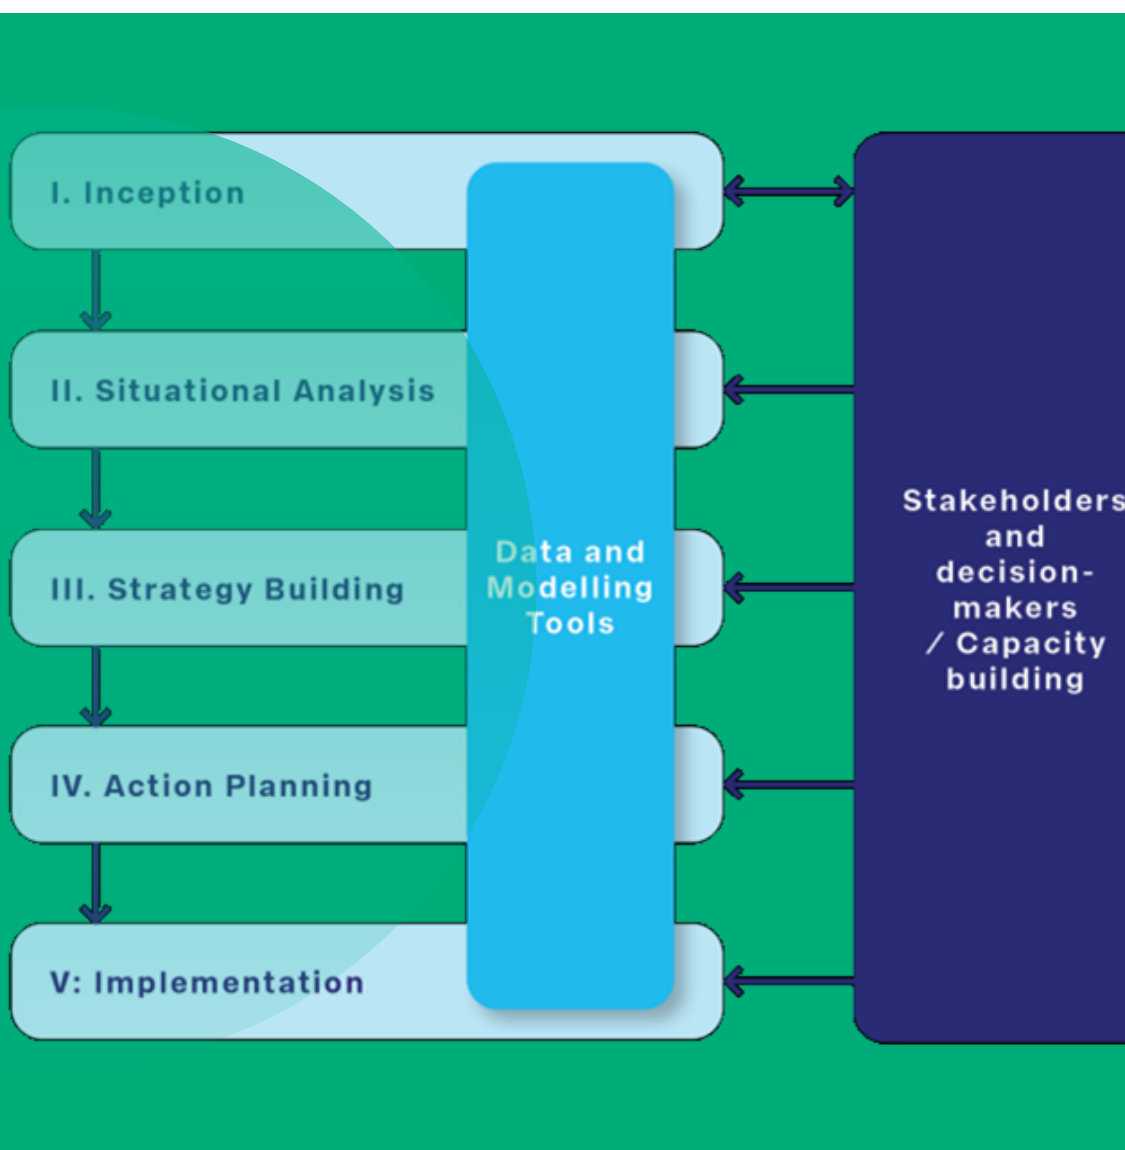 I. Inception
II. Situational Analysis
III. Strategy Building
IV. Action Planning
V: Implementation
Data and
Modelling
Tools
Stakeholders
and
decision-
makers
/ Capacity
building